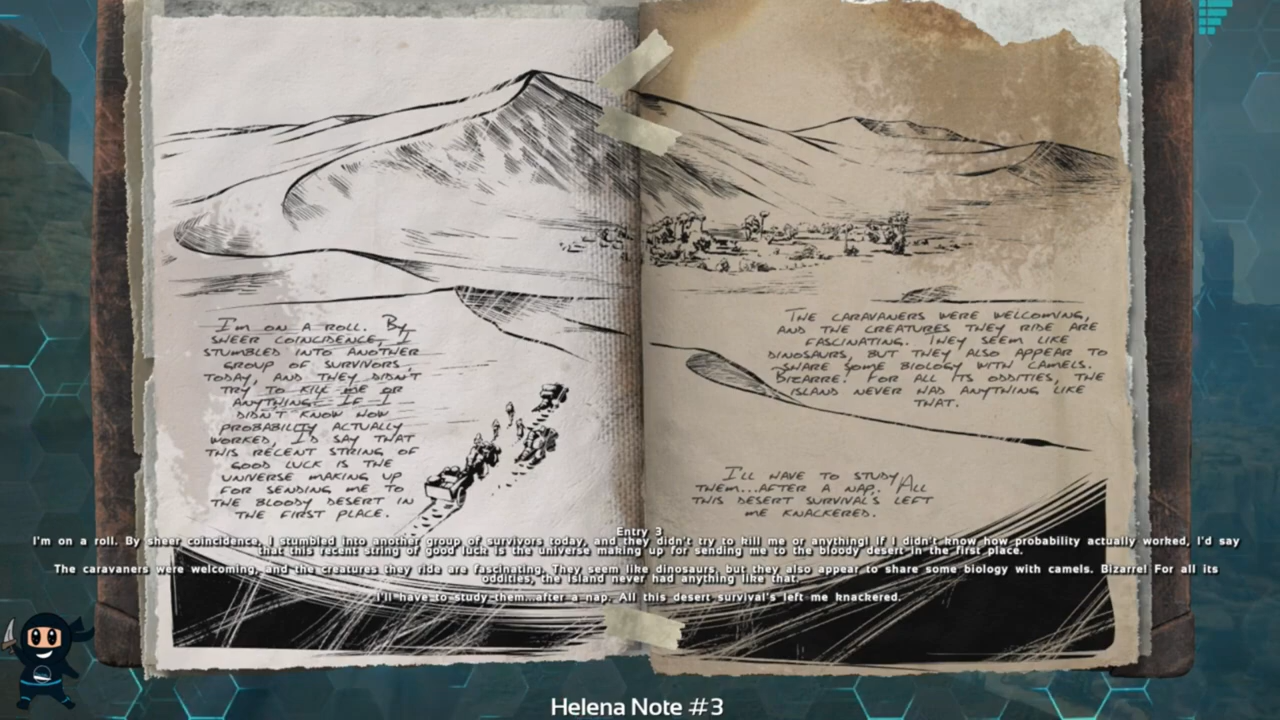 I'm on a roll. By
sheer coincidence, I
stumbled into another
group of survivors
today, and they didn't
try to kill me or
anything! If I
didn't know how
probability actually
worked, I'd say that
this recent string of
good luck is the
universe making up
for sending me to
the bloody desert in
the first place.
The caravaners were welcoming,
and the creatures they ride are
fascinating. They seem like
dinosaurs, but they also appear to
share some biology with camels.
Bizarre! For all its oddities, the
island never had anything like
that.
I'll have to study
them...after a nap. All
this desert survival's left
me knackered.
Entry 3
I'm on a roll. By sheer coincidence, I stumbled into another group of survivors today, and they didn't try to kill me or anything! If I didn't know how probability actually worked, I'd say
that this recent string of good luck is the universe making up for sending me to the bloody desert in the first place.
The caravaners were welcoming, and the creatures they ride are fascinating. They seem like dinosaurs, but they also appear to share some biology with camels. Bizarre! For all its
oddities, the island never had anything like that.
I'll have to study them...after a nap. All this desert survival's left me knackered.
Helena Note #3